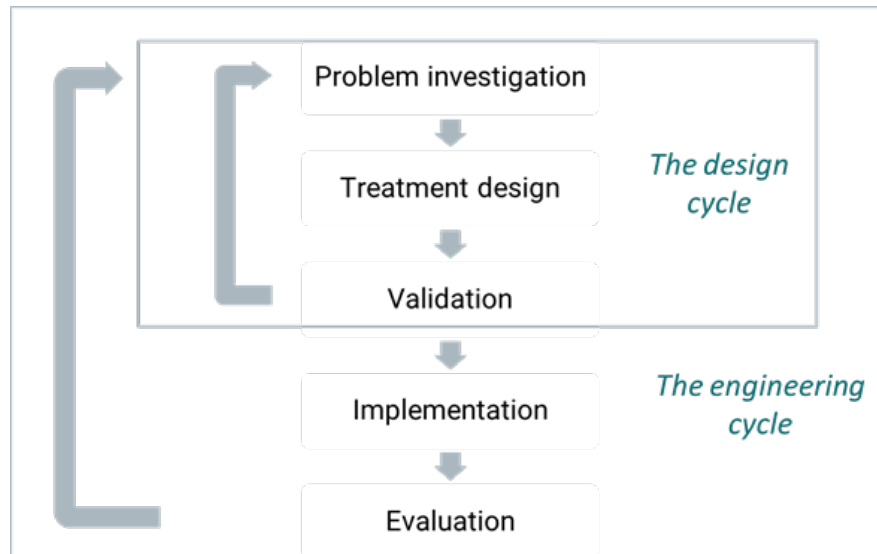 Problem investigation
Treatment design
The design
cycle
Validation
Implementation
The engineering
cycle
Evaluation